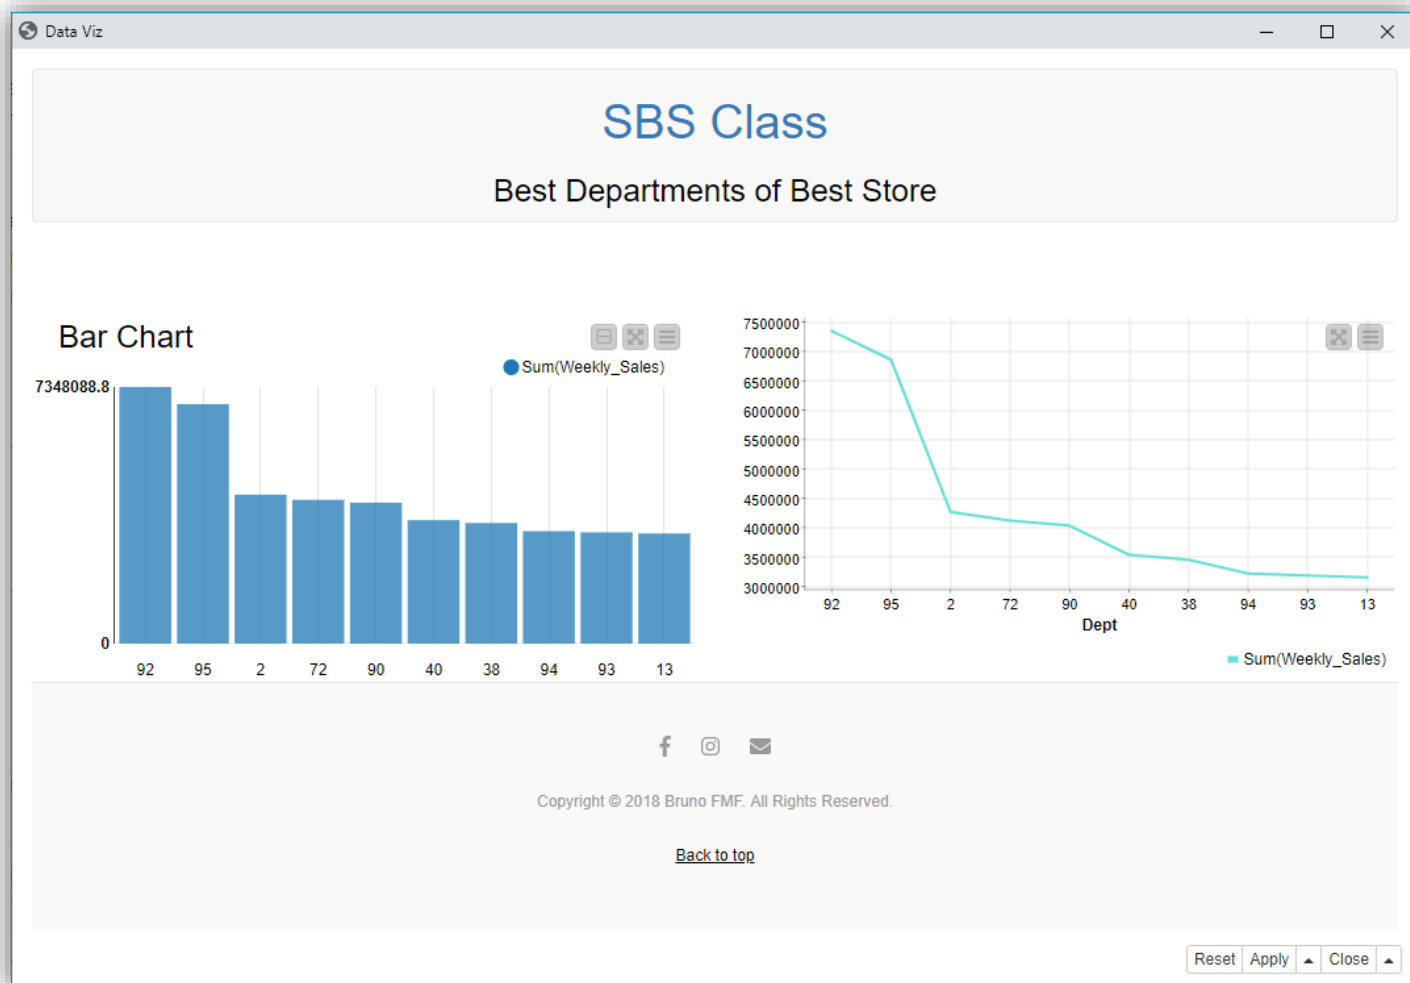 Data Viz
SBS Class
Best Departments of Best Store
Bar Chart
Sum(Weekly_Sales)
7348088.8
0
92 95 2 72 90 40 38 94 93 13
7500000
7000000
6500000
6000000
5500000
5000000
4500000
4000000
3500000
3000000
92 95 2 72 90 40 38 94 93 13
Dept
Sum(Weekly_Sales)
Copyright © 2018 Bruno FMF. All Rights Reserved.
Back to top
Reset Apply Close